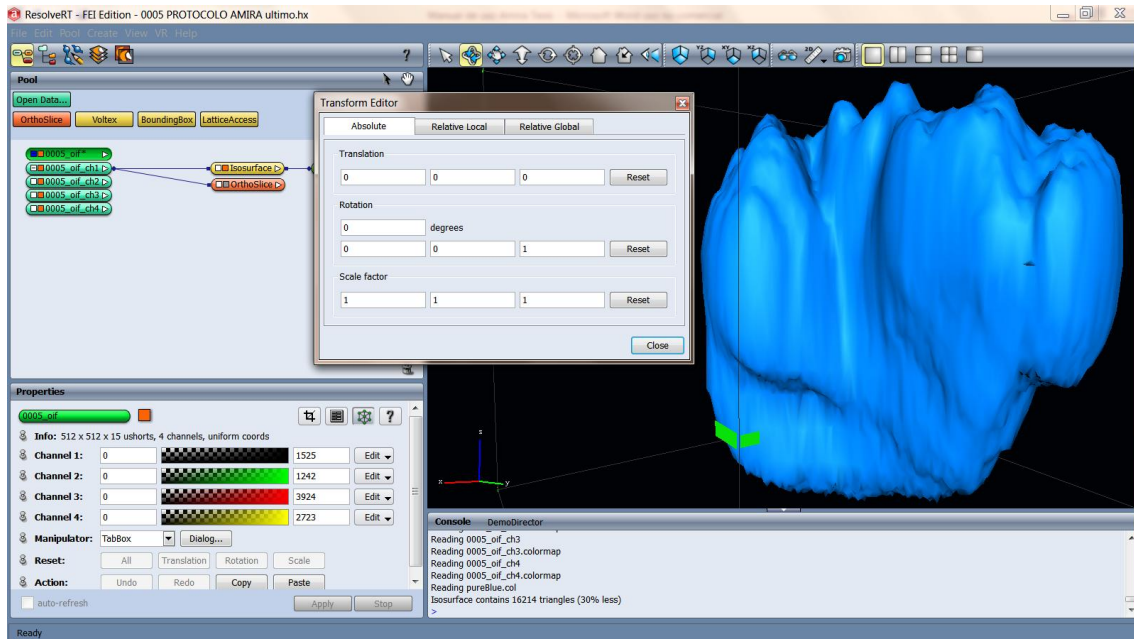 ResolveRT - FEI Edition - 0005 PROTOCOLO AMIRA ultimo.hx
File Edit Pool Create View VR Help
?
Pool
Open Data...
OrthoSlice Voltex BoundingBox LatticeAccess
0005_oif*
0005_oif_ch1 Isosurface
0005_oif_ch2 OrthoSlice
0005_oif_ch3
0005_oif_ch4
Transform Editor
Absolute Relative Local Relative Global
Translation
0 0 0 Reset
Rotation
0 degrees
0 0 1 Reset
Scale factor
1 1 1 Reset
Close
Properties
0005_oif ?
Info: 512 x 512 x 15 ushorts, 4 channels, uniform coords
Channel 1: 0 1525 Edit
Channel 2: 0 1242 Edit
Channel 3: 0 3924 Edit
Channel 4: 0 2723 Edit
Manipulator: TabBox Dialog...
Reset: All Translation Rotation Scale
Action: Undo Redo Copy Paste
auto-refresh Apply Stop
YZ XY XZ 2D
x y
Console DemoDirector
Reading 0005_oif_ch3
Reading 0005_oif_ch3.colormap
Reading 0005_oif_ch4
Reading 0005_oif_ch4.colormap
Reading pureBlue.col
Isosurface contains 16214 triangles (30% less)
>
Ready